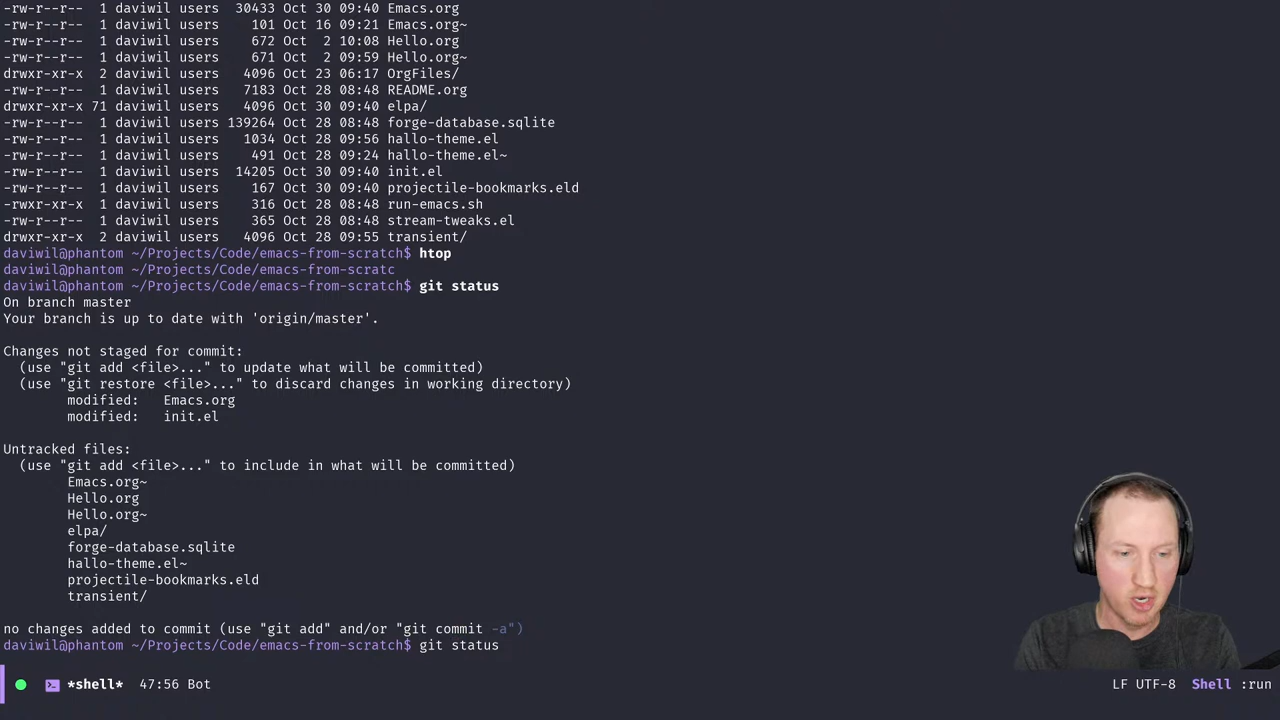 -rw-r--r-- 1 daviwil users 30433 Oct 30 09:40 Emacs.org
-rw-r--r-- 1 daviwil users 101 Oct 16 09:21 Emacs.org~
-rw-r--r-- 1 daviwil users 672 Oct 2 10:08 Hello.org
-rw-r--r-- 1 daviwil users 671 Oct 2 09:59 Hello.org~
drwxr-xr-x 2 daviwil users 4096 Oct 23 06:17 OrgFiles/
-rw-r--r-- 1 daviwil users 7183 Oct 28 08:48 README.org
drwxr-xr-x 71 daviwil users 4096 Oct 30 09:40 elpa/
-rw-r--r-- 1 daviwil users 139264 Oct 28 08:48 forge-database.sqlite
-rw-r--r-- 1 daviwil users 1034 Oct 28 09:56 hallo-theme.el
-rw-r--r-- 1 daviwil users 491 Oct 28 09:24 hallo-theme.el~
-rw-r--r-- 1 daviwil users 14205 Oct 30 09:40 init.el
-rw-r--r-- 1 daviwil users 167 Oct 30 09:40 projectile-bookmarks.eld
-rwxr-xr-x 1 daviwil users 316 Oct 28 08:48 run-emacs.sh
-rw-r--r-- 1 daviwil users 365 Oct 28 08:48 stream-tweaks.el
drwxr-xr-x 2 daviwil users 4096 Oct 28 09:55 transient/
daviwil@phantom ~/Projects/Code/emacs-from-scratch$ htop
daviwil@phantom ~/Projects/Code/emacs-from-scratc
daviwil@phantom ~/Projects/Code/emacs-from-scratch$ git status
On branch master
Your branch is up to date with 'origin/master'.
Changes not staged for commit:
(use "git add <file>..." to update what will be committed)
(use "git restore <file>..." to discard changes in working directory)
modified: Emacs.org
modified: init.el
Untracked files:
(use "git add <file>..." to include in what will be committed)
Emacs.org~
Hello.org
Hello.org~
elpa/
forge-database.sqlite
hallo-theme.el~
projectile-bookmarks.eld
transient/
no changes added to commit (use "git add" and/or "git commit -a")
daviwil@phantom ~/Projects/Code/emacs-from-scratch$ git status
*shell* 47:56 Bot LF UTF-8 Shell :run